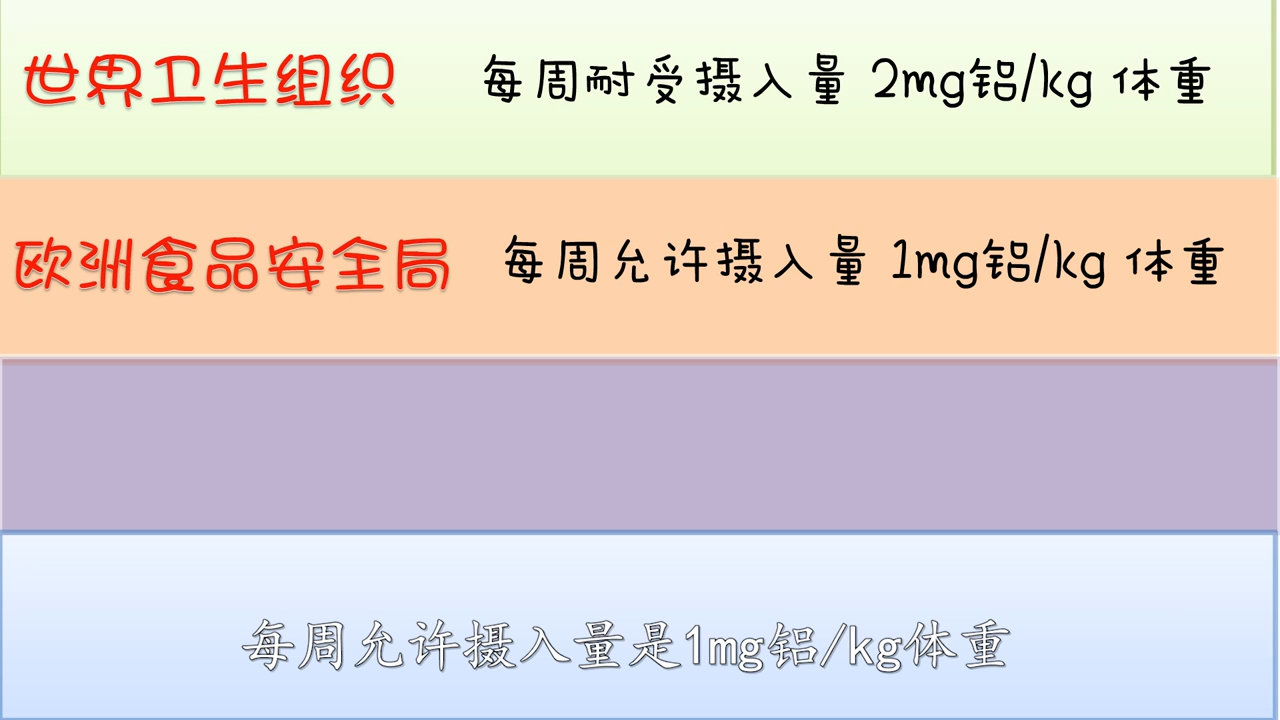 世界卫生组织 每周耐受摄入量 2mg铝/kg 体重
欧洲食品安全局 每周允许摄入量 1mg铝/kg 体重
每周允许摄入量是1mg铝/kg体重